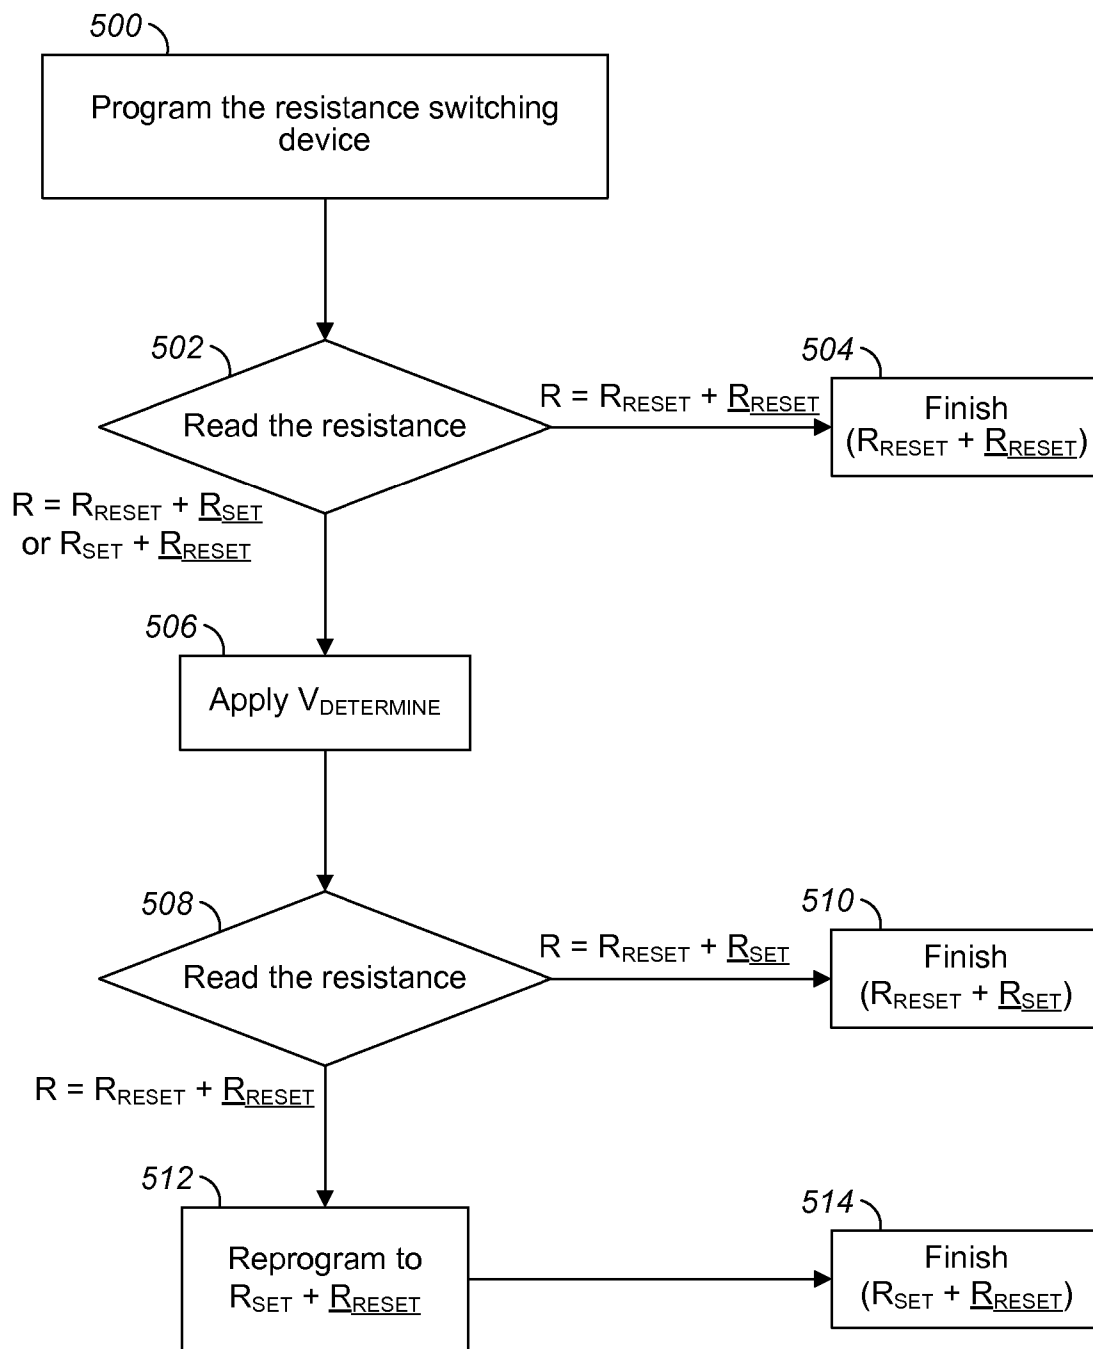 500
Program the resistance switching
device
502
Read the resistance
R = RRESET + RRESET
504
Finish
(RRESET + RRESET)
R = RRESET + RSET
or RSET + RRESET
506
Apply VDETERMINE
508
Read the resistance
R = RRESET + RSET
510
Finish
(RRESET + RSET)
R = RRESET + RRESET
512
Reprogram to
RSET + RRESET
514
Finish
(RSET + RRESET)